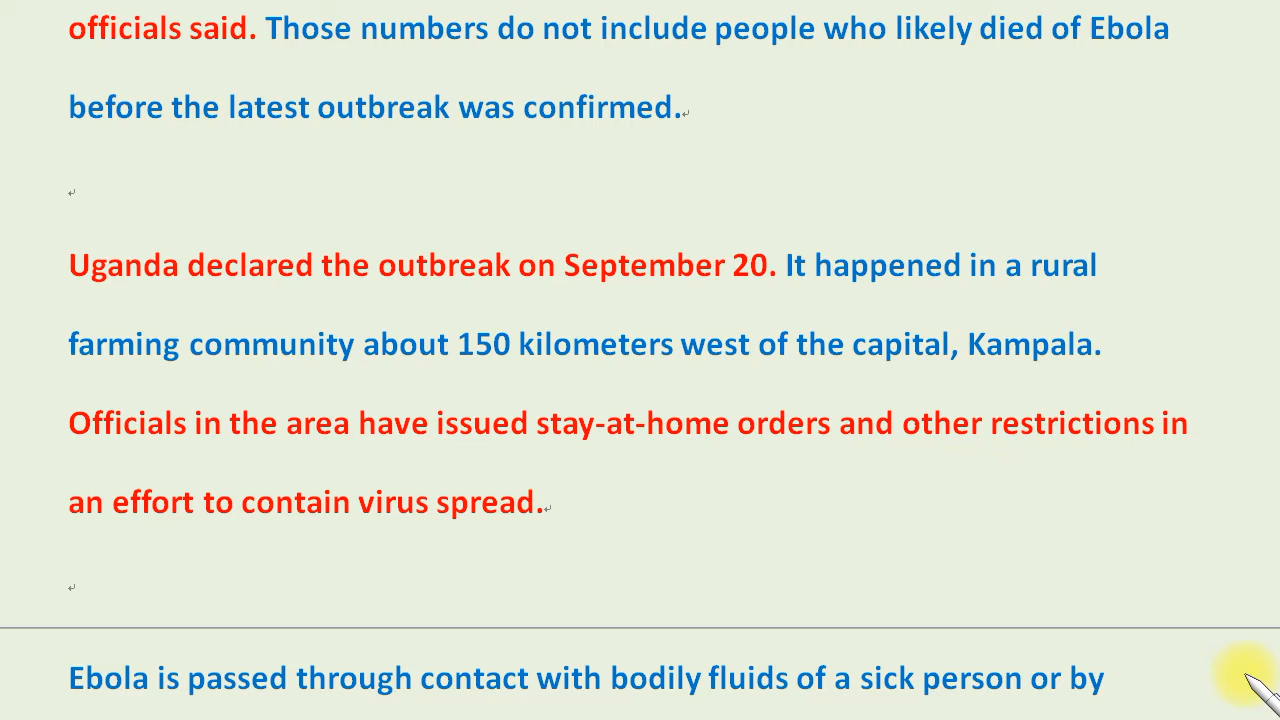 officials said. Those numbers do not include people who likely died of Ebola
before the latest outbreak was confirmed.
Uganda declared the outbreak on September 20. It happened in a rural
farming community about 150 kilometers west of the capital, Kampala.
Officials in the area have issued stay-at-home orders and other restrictions in
an effort to contain virus spread.
Ebola is passed through contact with bodily fluids of a sick person or by